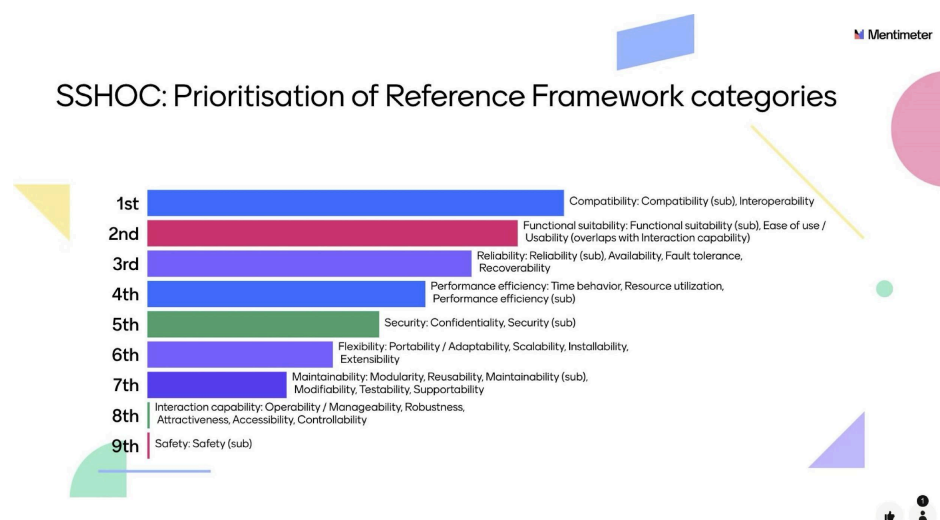 Mentimeter
SSHOC: Prioritisation of Reference Framework categories
1st
Compatibility: Compatibility (sub), Interoperability
2nd
Functional suitability: Functional suitability (sub), Ease of use /
Usability (overlaps with Interaction capability)
3rd
Reliability: Reliability (sub), Availability, Fault tolerance,
Recoverability
4th
Performance efficiency: Time behavior, Resource utilization,
Performance efficiency (sub)
5th
Security: Confidentiality, Security (sub)
6th
Flexibility: Portability / Adaptability, Scalability, Installability,
Extensibility
7th
Maintainability: Modularity, Reusability, Maintainability (sub),
Modifiability, Testability, Supportability
8th
Interaction capability: Operability / Manageability, Robustness,
Attractiveness, Accessibility, Controllability
9th
Safety: Safety (sub)
1